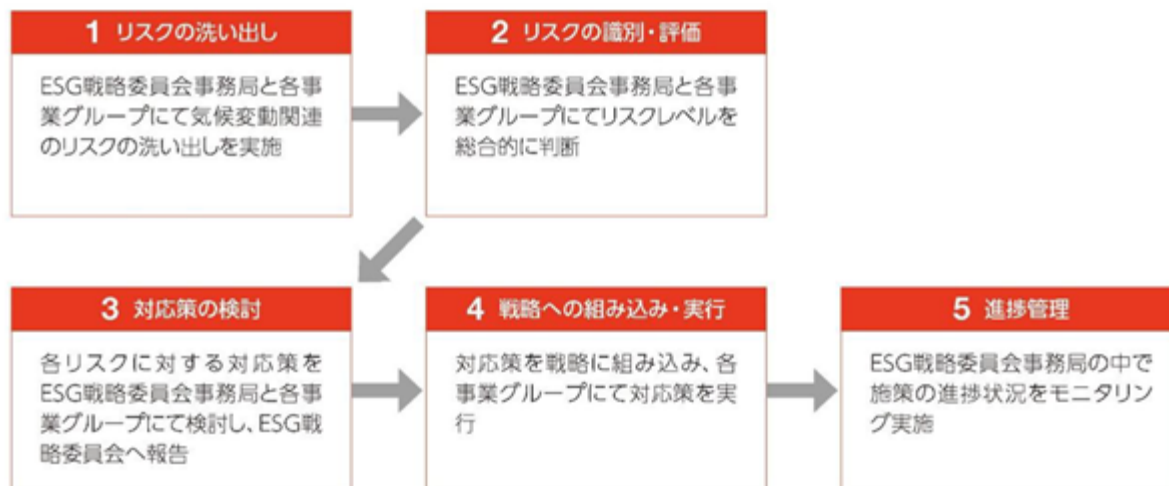 1 リスクの洗い出し
ESG戦略委員会事務局と各事
業グループにて気候変動関連
のリスクの洗い出しを実施
2 リスクの識別・評価
ESG戦略委員会事務局と各事
業グループにてリスクレベルを
総合的に判断
3 対応策の検討
各リスクに対する対応策を
ESG戦略委員会事務局と各事
業グループにて検討し、ESG戦
略委員会へ報告
4 戦略への組み込み・実行
対応策を戦略に組み込み、各
事業グループにて対応策を実
行
5 進捗管理
ESG戦略委員会事務局の中で
施策の進捗状況をモニタリン
グ実施